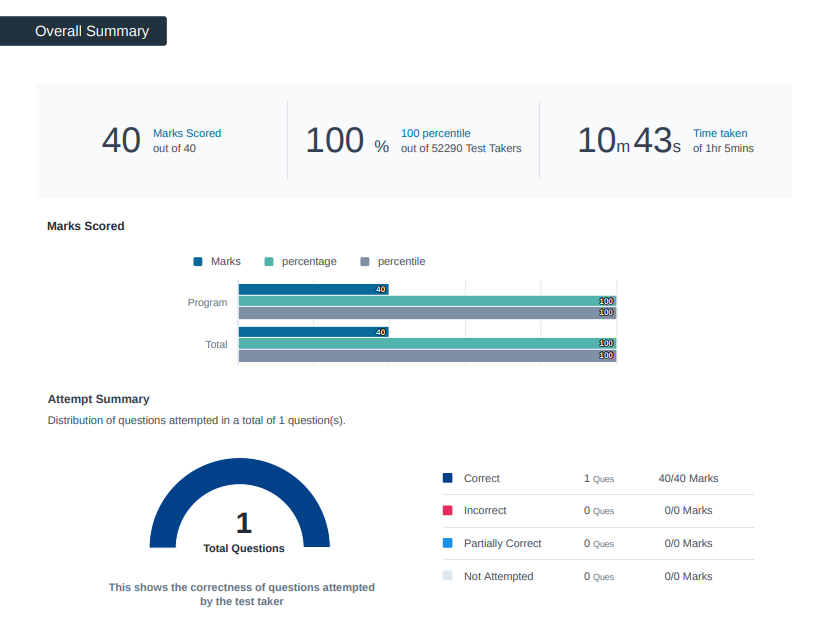 Overall Summary
40 Marks Scored
out of 40
100 % 100 percentile
out of 52290 Test Takers
10m 43s Time taken
of 1hr 5mins
Marks Scored
Marks percentage percentile
Program 40
100
100
Total 40
100
100
Attempt Summary
Distribution of questions attempted in a total of 1 question(s).
1
Total Questions
This shows the correctness of questions attempted
by the test taker
Correct 1 Ques 40/40 Marks
Incorrect 0 Ques 0/0 Marks
Partially Correct 0 Ques 0/0 Marks
Not Attempted 0 Ques 0/0 Marks